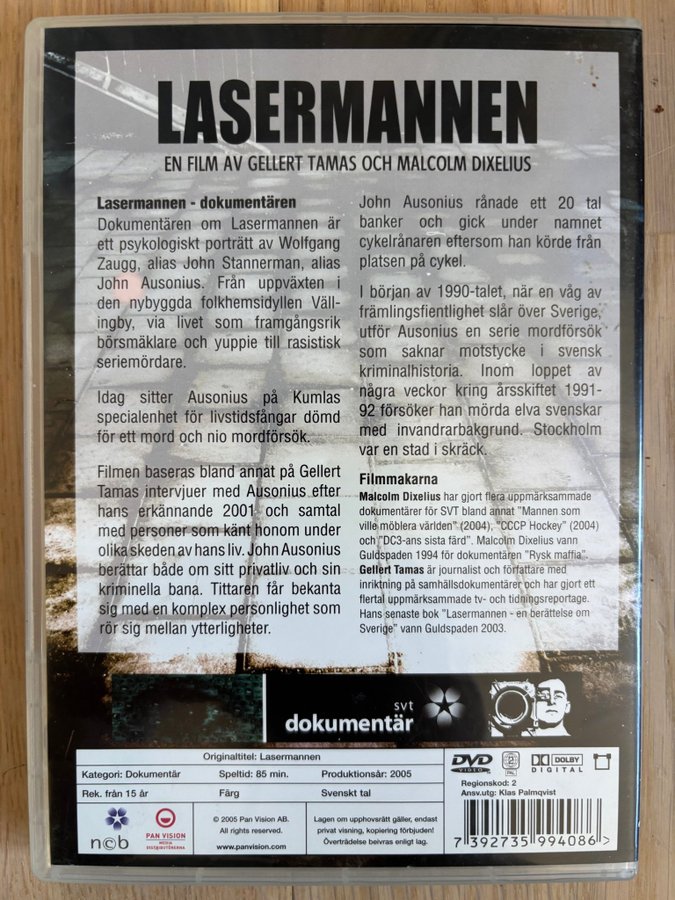 LASERMANNEN
EN FILM AV GELLERT TAMAS OCH MALCOLM DIXELIUS
Lasermannen - dokumentären
Dokumentären om Lasermannen är
ett psykologiskt porträtt av Wolfgang
Zaugg, alias John Stannerman, alias
John Ausonius. Från uppväxten i
den nybyggda folkhemsidyllen Väll-
ingby, via livet som framgångsrik
börsmäklare och yuppie till rasistisk
seriemördare.
Idag sitter Ausonius på Kumlas
specialenhet för livstidsfångar dömd
för ett mord och nio mordförsök.
Filmen baseras bland annat på Gellert
Tamas intervjuer med Ausonius efter
hans erkännande 2001 och samtal
med personer som känt honom under
olika skeden av hans liv. John Ausonius
berättar både om sitt privatliv och sin
kriminella bana. Tittaren får bekanta
sig med en komplex personlighet som
rör sig mellan ytterligheter.
John Ausonius rånade ett 20 tal
banker och gick under namnet
cykelrånaren eftersom han körde från
platsen på cykel.
I början av 1990-talet, när en våg av
främlingsfientlighet slår över Sverige,
utför Ausonius en serie mordförsök
som saknar motstycke i svensk
kriminalhistoria. Inom loppet av
några veckor kring årsskiftet 1991-
92 försöker han mörda elva svenskar
med invandrarbakgrund. Stockholm
var en stad i skräck.
Filmmakarna
Malcolm Dixelius har gjort flera uppmärksammade
dokumentärer för SVT bland annat "Mannen som
ville möblera världen" (2004), "CCCP Hockey" (2004)
och "DC3-ans sista färd". Malcolm Dixelius vann
Guldspaden 1994 för dokumentären "Rysk maffia".
Gellert Tamas är journalist och författare med
inriktning på samhällsdokumentärer och har gjort ett
flertal uppmärksammade tv- och tidningsreportage.
Hans senaste bok "Lasermannen - en berättelse om
Sverige" vann Guldspaden 2003.
svt
dokumentär
Originaltitel: Lasermannen
Kategori: Dokumentär
Speltid: 85 min.
Produktionsår: 2005
Rek. från 15 år
Färg
Svenskt tal
ncb
PAN VISION
MEDIA
DISTRIBUTÖRERNA
© 2005 Pan Vision AB.
All rights reserved.
www.panvision.com
Lagen om upphovsrätt gäller, endast
privat visning, kopiering förbjuden!
Överträdelse beivras enligt lag.
DVD
VIDEO
2
PAL
DOLBY
DIGITAL
Regionskod: 2
Ansv.utg: Klas Palmqvist
7 392735 994086 >